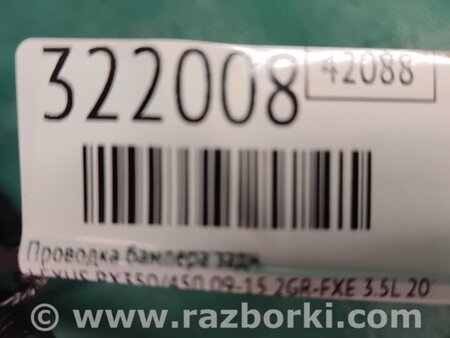 322008 42088
Проводка бампера задн
LEXUS RX350/450 09-15 2GR-FXE 3.5L 20
www.razborki.com